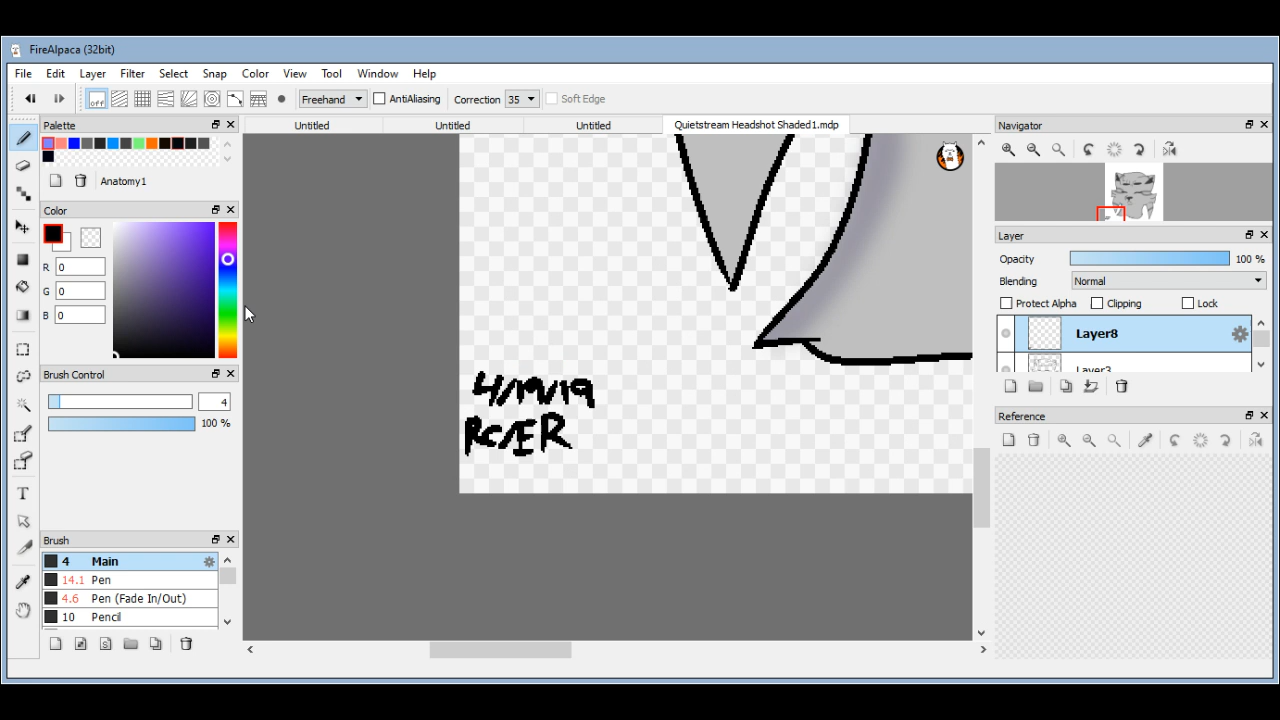 FireAlpaca (32bit)
File Edit Layer Filter Select Snap Color View Tool Window Help
off Freehand AntiAliasing Correction 35 Soft Edge
Palette
Anatomy1
Color
R 0
G 0
B 0
Brush Control
4
100 %
Brush
4 Main
14.1 Pen
4.6 Pen (Fade In/Out)
10 Pencil
Untitled Untitled Untitled Quietstream Headshot Shaded1.mdp
4/19/19
RC/ER
Navigator
Layer
Opacity 100 %
Blending Normal
Protect Alpha Clipping Lock
Layer8
Layer3
Reference